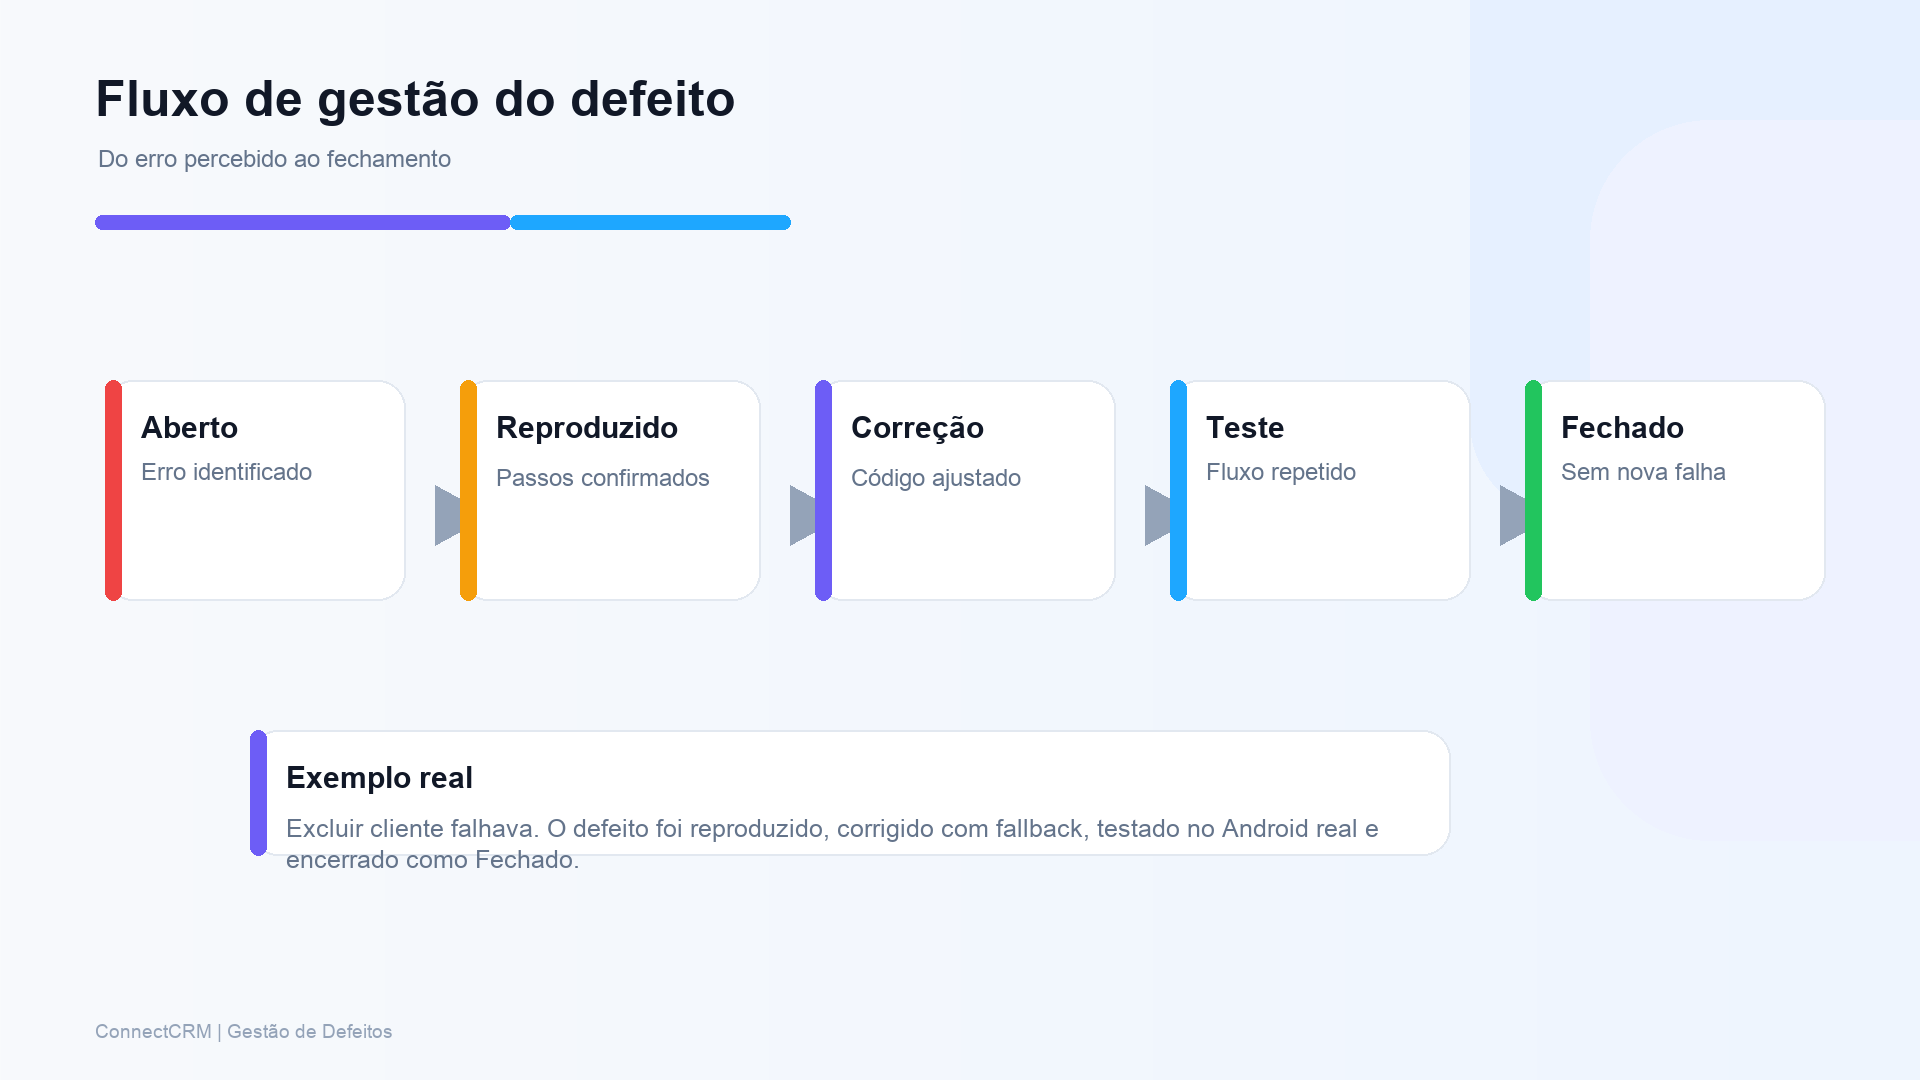 Fluxo de gestão do defeito
Do erro percebido ao fechamento
Aberto
Erro identificado
Reproduzido
Passos confirmados
Correção
Código ajustado
Teste
Fluxo repetido
Fechado
Sem nova falha
Exemplo real
Excluir cliente falhava. O defeito foi reproduzido, corrigido com fallback, testado no Android real e
encerrado como Fechado.
ConnectCRM | Gestão de Defeitos